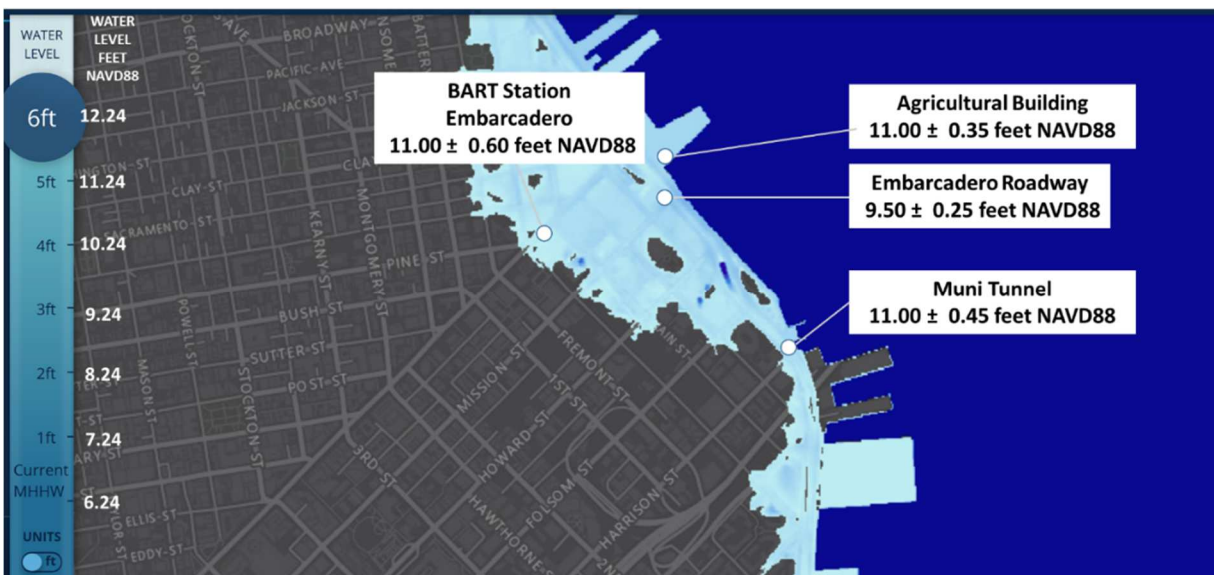 WATER
LEVEL
6ft
5ft
4ft
3ft
2ft
1ft
Current
MHHW
UNITS
ft
WATER
LEVEL
FEET
NAVD88
12.24
11.24
10.24
9.24
8.24
7.24
6.24
BART Station
Embarcadero
11.00 ± 0.60 feet NAVD88
Agricultural Building
11.00 ± 0.35 feet NAVD88
Embarcadero Roadway
9.50 ± 0.25 feet NAVD88
Muni Tunnel
11.00 ± 0.45 feet NAVD88
BROADWAY
PACIFIC-AVE
JACKSON-ST
CLAY-ST
SACRAMENTO-ST
PINE-ST
BUSH-ST
SUTTER-ST
POST-ST
ELLIS-ST
EDDY-ST
POWELL-ST
MASON-ST
STOCKTON-ST
KEARNY-ST
MONTGOMERY-ST
MISSION-ST
FREMONT-ST
1ST-ST
HOWARD-ST
FOLSOM-ST
HARRISON-ST
3RD-ST